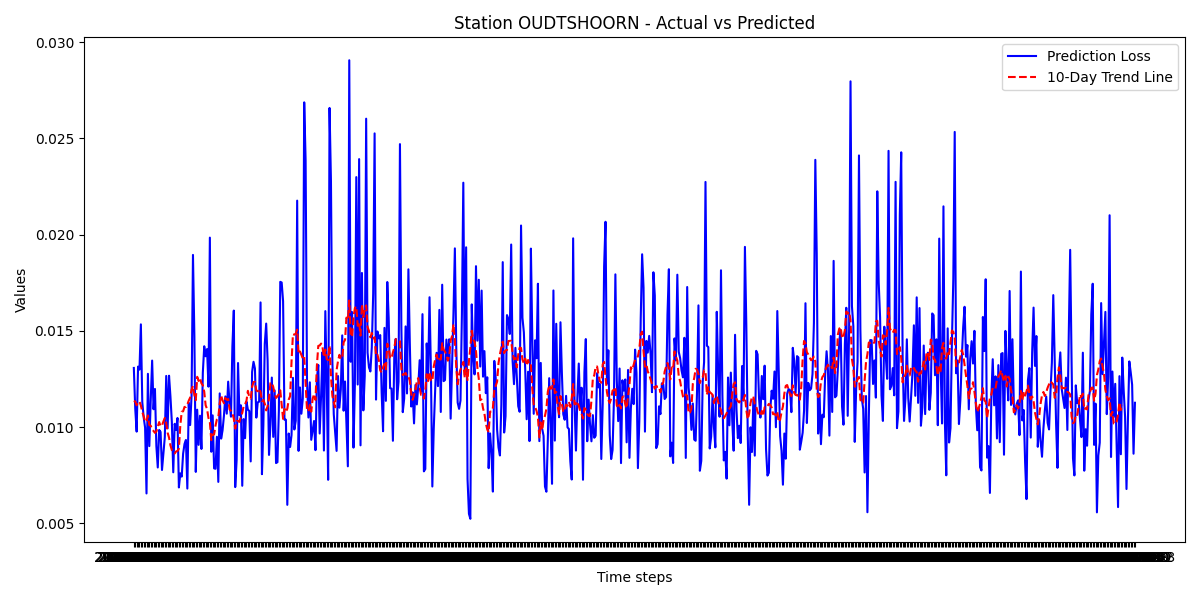 Station OUDTSHOORN - Actual vs Predicted
Prediction Loss
10-Day Trend Line
Values
0.030
0.025
0.020
0.015
0.010
0.005
Time steps